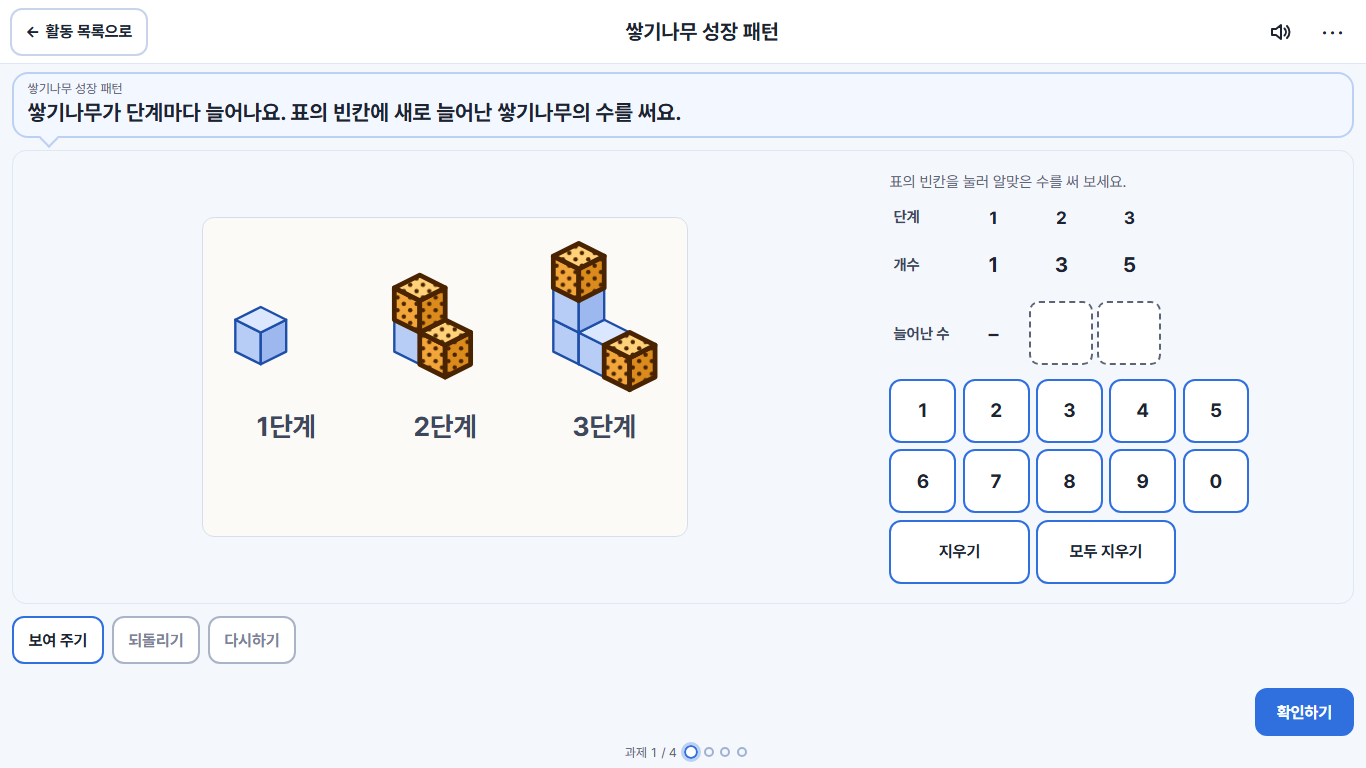 ← 활동 목록으로
쌓기나무 성장 패턴
쌓기나무 성장 패턴
쌓기나무가 단계마다 늘어나요. 표의 빈칸에 새로 늘어난 쌓기나무의 수를 써요.
1단계 2단계 3단계
표의 빈칸을 눌러 알맞은 수를 써 보세요.
단계 1 2 3
개수 1 3 5
늘어난 수 –
1 2 3 4 5
6 7 8 9 0
지우기 모두 지우기
보여 주기 되돌리기 다시하기
확인하기
과제 1 / 4